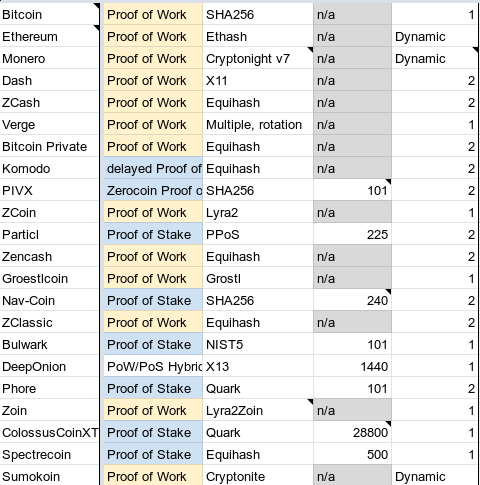 Bitcoin Proof of Work SHA256 n/a 1
Ethereum Proof of Work Ethash n/a Dynamic
Monero Proof of Work Cryptonight v7 n/a Dynamic
Dash Proof of Work X11 n/a 2
ZCash Proof of Work Equihash n/a 2
Verge Proof of Work Multiple, rotation n/a 1
Bitcoin Private Proof of Work Equihash n/a 2
Komodo delayed Proof of Equihash n/a 2
PIVX Zerocoin Proof o SHA256 101 2
ZCoin Proof of Work Lyra2 n/a 1
Particl Proof of Stake PPoS 225 2
Zencash Proof of Work Equihash n/a 2
Groestlcoin Proof of Work Grostl n/a 1
Nav-Coin Proof of Stake SHA256 240 2
ZClassic Proof of Work Equihash n/a 2
Bulwark Proof of Stake NIST5 101 1
DeepOnion PoW/PoS Hybric X13 1440 1
Phore Proof of Stake Quark 101 2
Zoin Proof of Work Lyra2Zoin n/a 1
ColossusCoinXT Proof of Stake Quark 28800 1
Spectrecoin Proof of Stake Equihash 500 1
Sumokoin Proof of Work Cryptonite n/a Dynamic